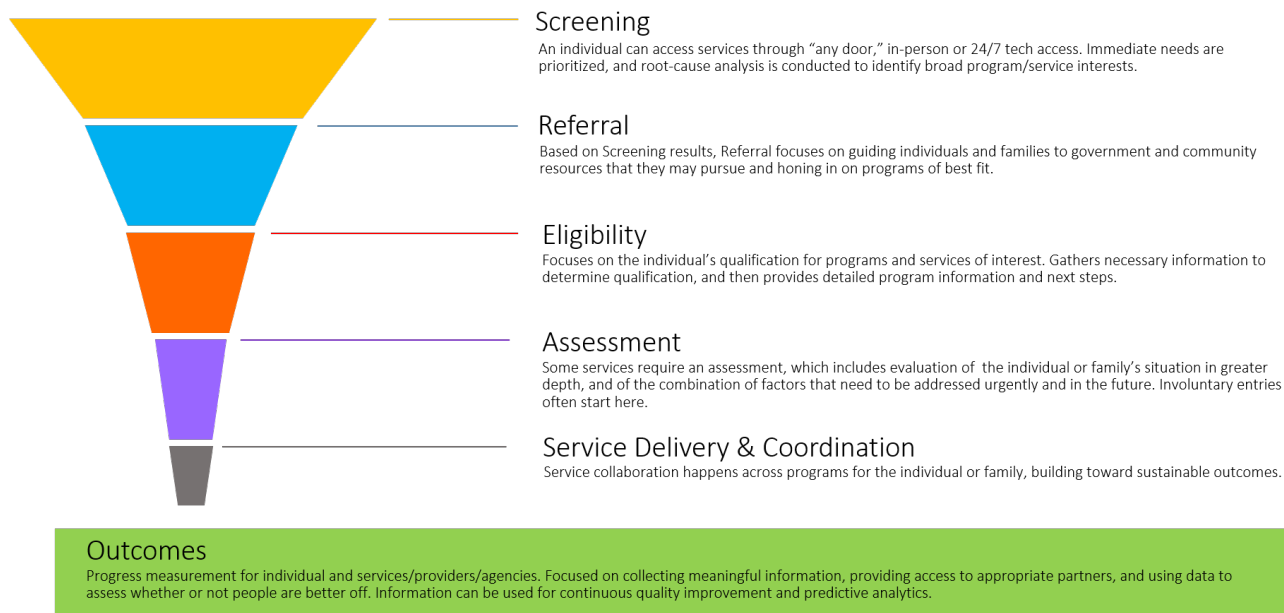 Screening
An individual can access services through “any door,” in-person or 24/7 tech access. Immediate needs are
prioritized, and root-cause analysis is conducted to identify broad program/service interests.
Referral
Based on Screening results, Referral focuses on guiding individuals and families to government and community
resources that they may pursue and honing in on programs of best fit.
Eligibility
Focuses on the individual’s qualification for programs and services of interest. Gathers necessary information to
determine qualification, and then provides detailed program information and next steps.
Assessment
Some services require an assessment, which includes evaluation of the individual or family’s situation in greater
depth, and of the combination of factors that need to be addressed urgently and in the future. Involuntary entries
often start here.
Service Delivery & Coordination
Service collaboration happens across programs for the individual or family, building toward sustainable outcomes.
Outcomes
Progress measurement for individual and services/providers/agencies. Focused on collecting meaningful information, providing access to appropriate partners, and using data to
assess whether or not people are better off. Information can be used for continuous quality improvement and predictive analytics.